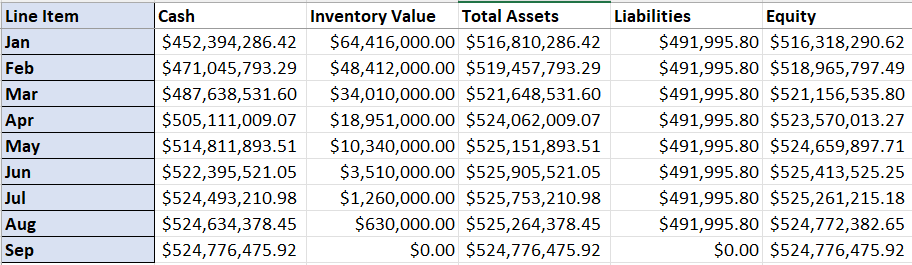 Line Item Cash Inventory Value Total Assets Liabilities Equity
Jan $452,394,286.42 $64,416,000.00 $516,810,286.42 $491,995.80 $516,318,290.62
Feb $471,045,793.29 $48,412,000.00 $519,457,793.29 $491,995.80 $518,965,797.49
Mar $487,638,531.60 $34,010,000.00 $521,648,531.60 $491,995.80 $521,156,535.80
Apr $505,111,009.07 $18,951,000.00 $524,062,009.07 $491,995.80 $523,570,013.27
May $514,811,893.51 $10,340,000.00 $525,151,893.51 $491,995.80 $524,659,897.71
Jun $522,395,521.05 $3,510,000.00 $525,905,521.05 $491,995.80 $525,413,525.25
Jul $524,493,210.98 $1,260,000.00 $525,753,210.98 $491,995.80 $525,261,215.18
Aug $524,634,378.45 $630,000.00 $525,264,378.45 $491,995.80 $524,772,382.65
Sep $524,776,475.92 $0.00 $524,776,475.92 $0.00 $524,776,475.92